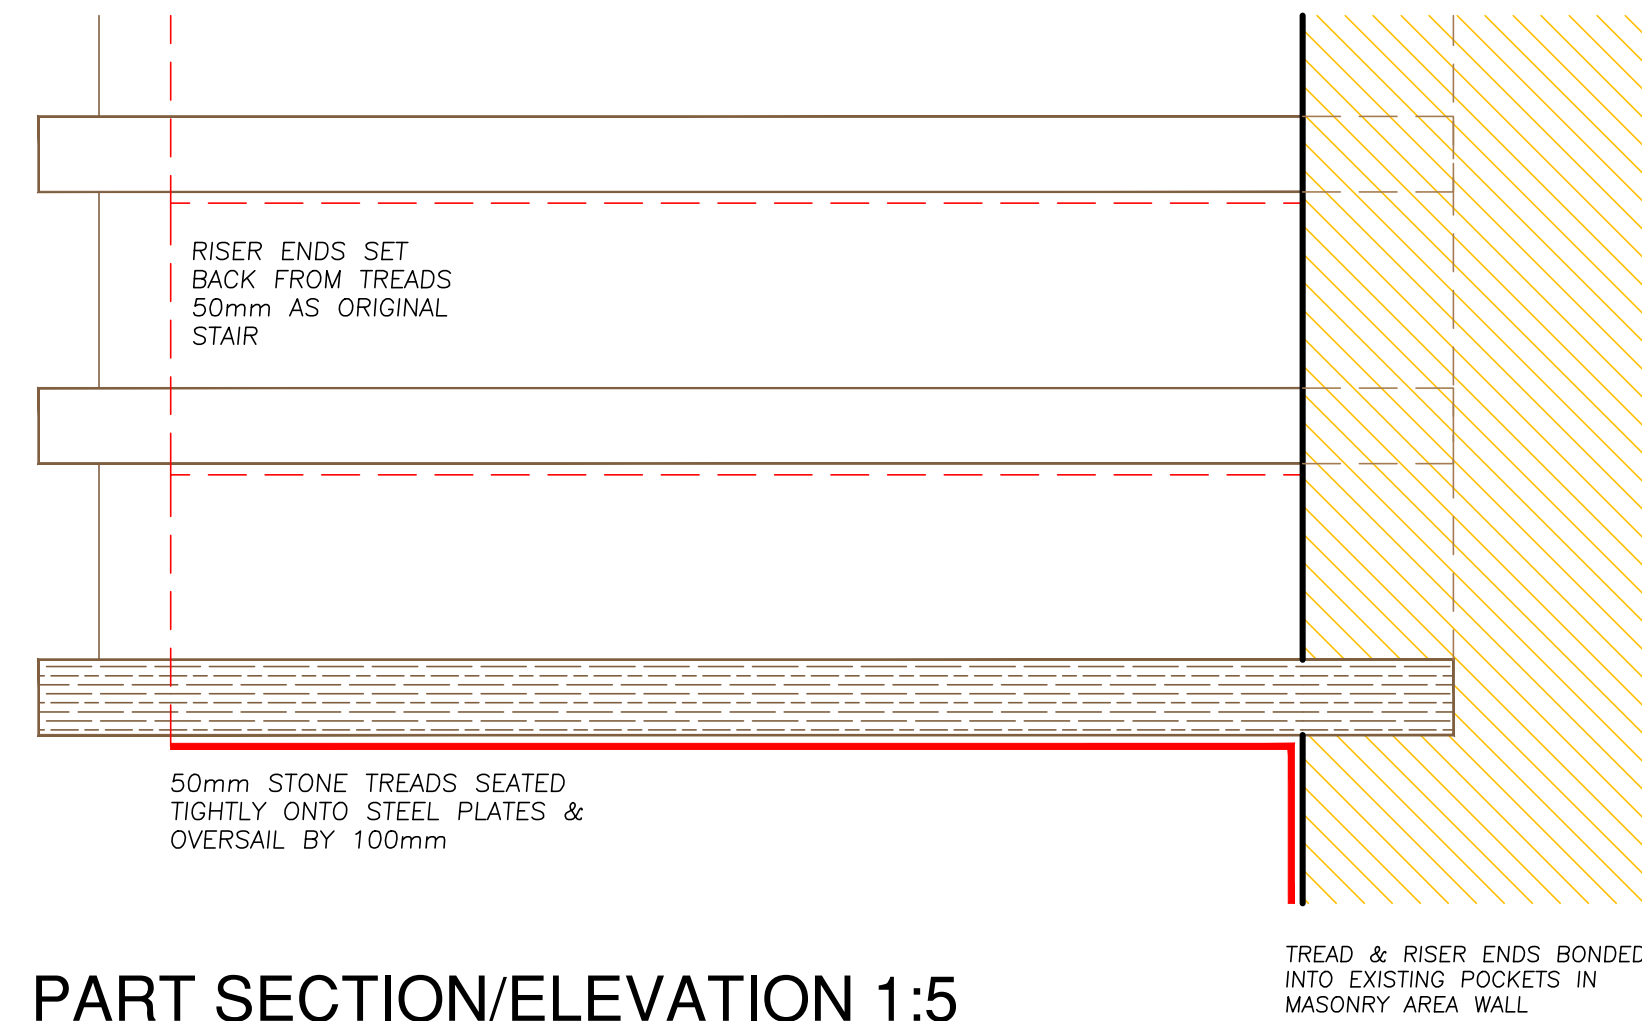 RISER ENDS SET
BACK FROM TREADS
50mm AS ORIGINAL
STAIR
50mm STONE TREADS SEATED
TIGHTLY ONTO STEEL PLATES &
OVERSAIL BY 100mm
TREAD & RISER ENDS BONDED
INTO EXISTING POCKETS IN
MASONRY AREA WALL
PART SECTION/ELEVATION 1:5